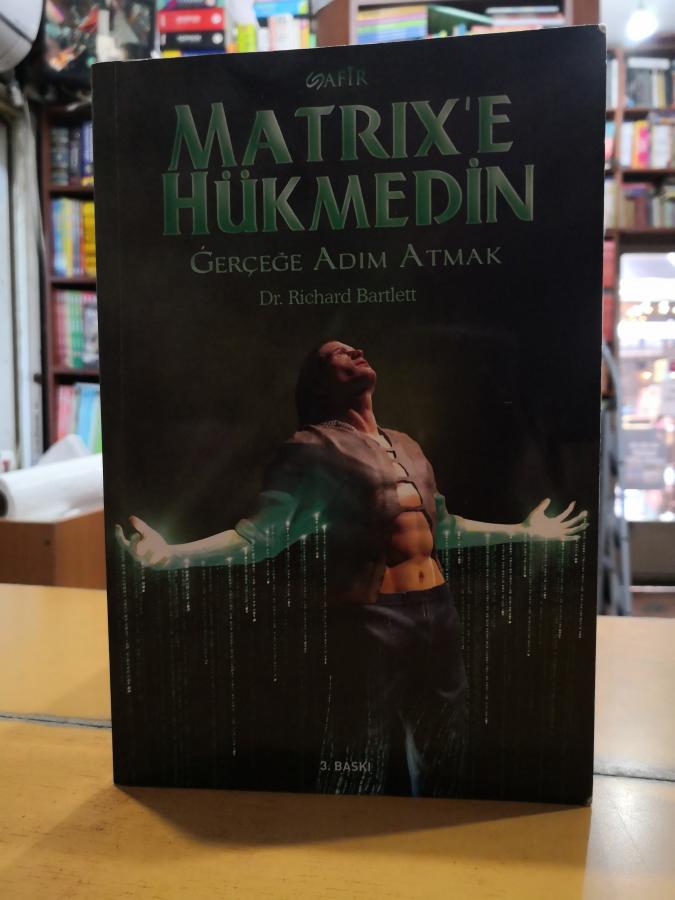 SAFİR
MATRIX'E
HÜKMEDİN
GERÇEĞE ADIM ATMAK
Dr. Richard Bartlett
3. BASKI